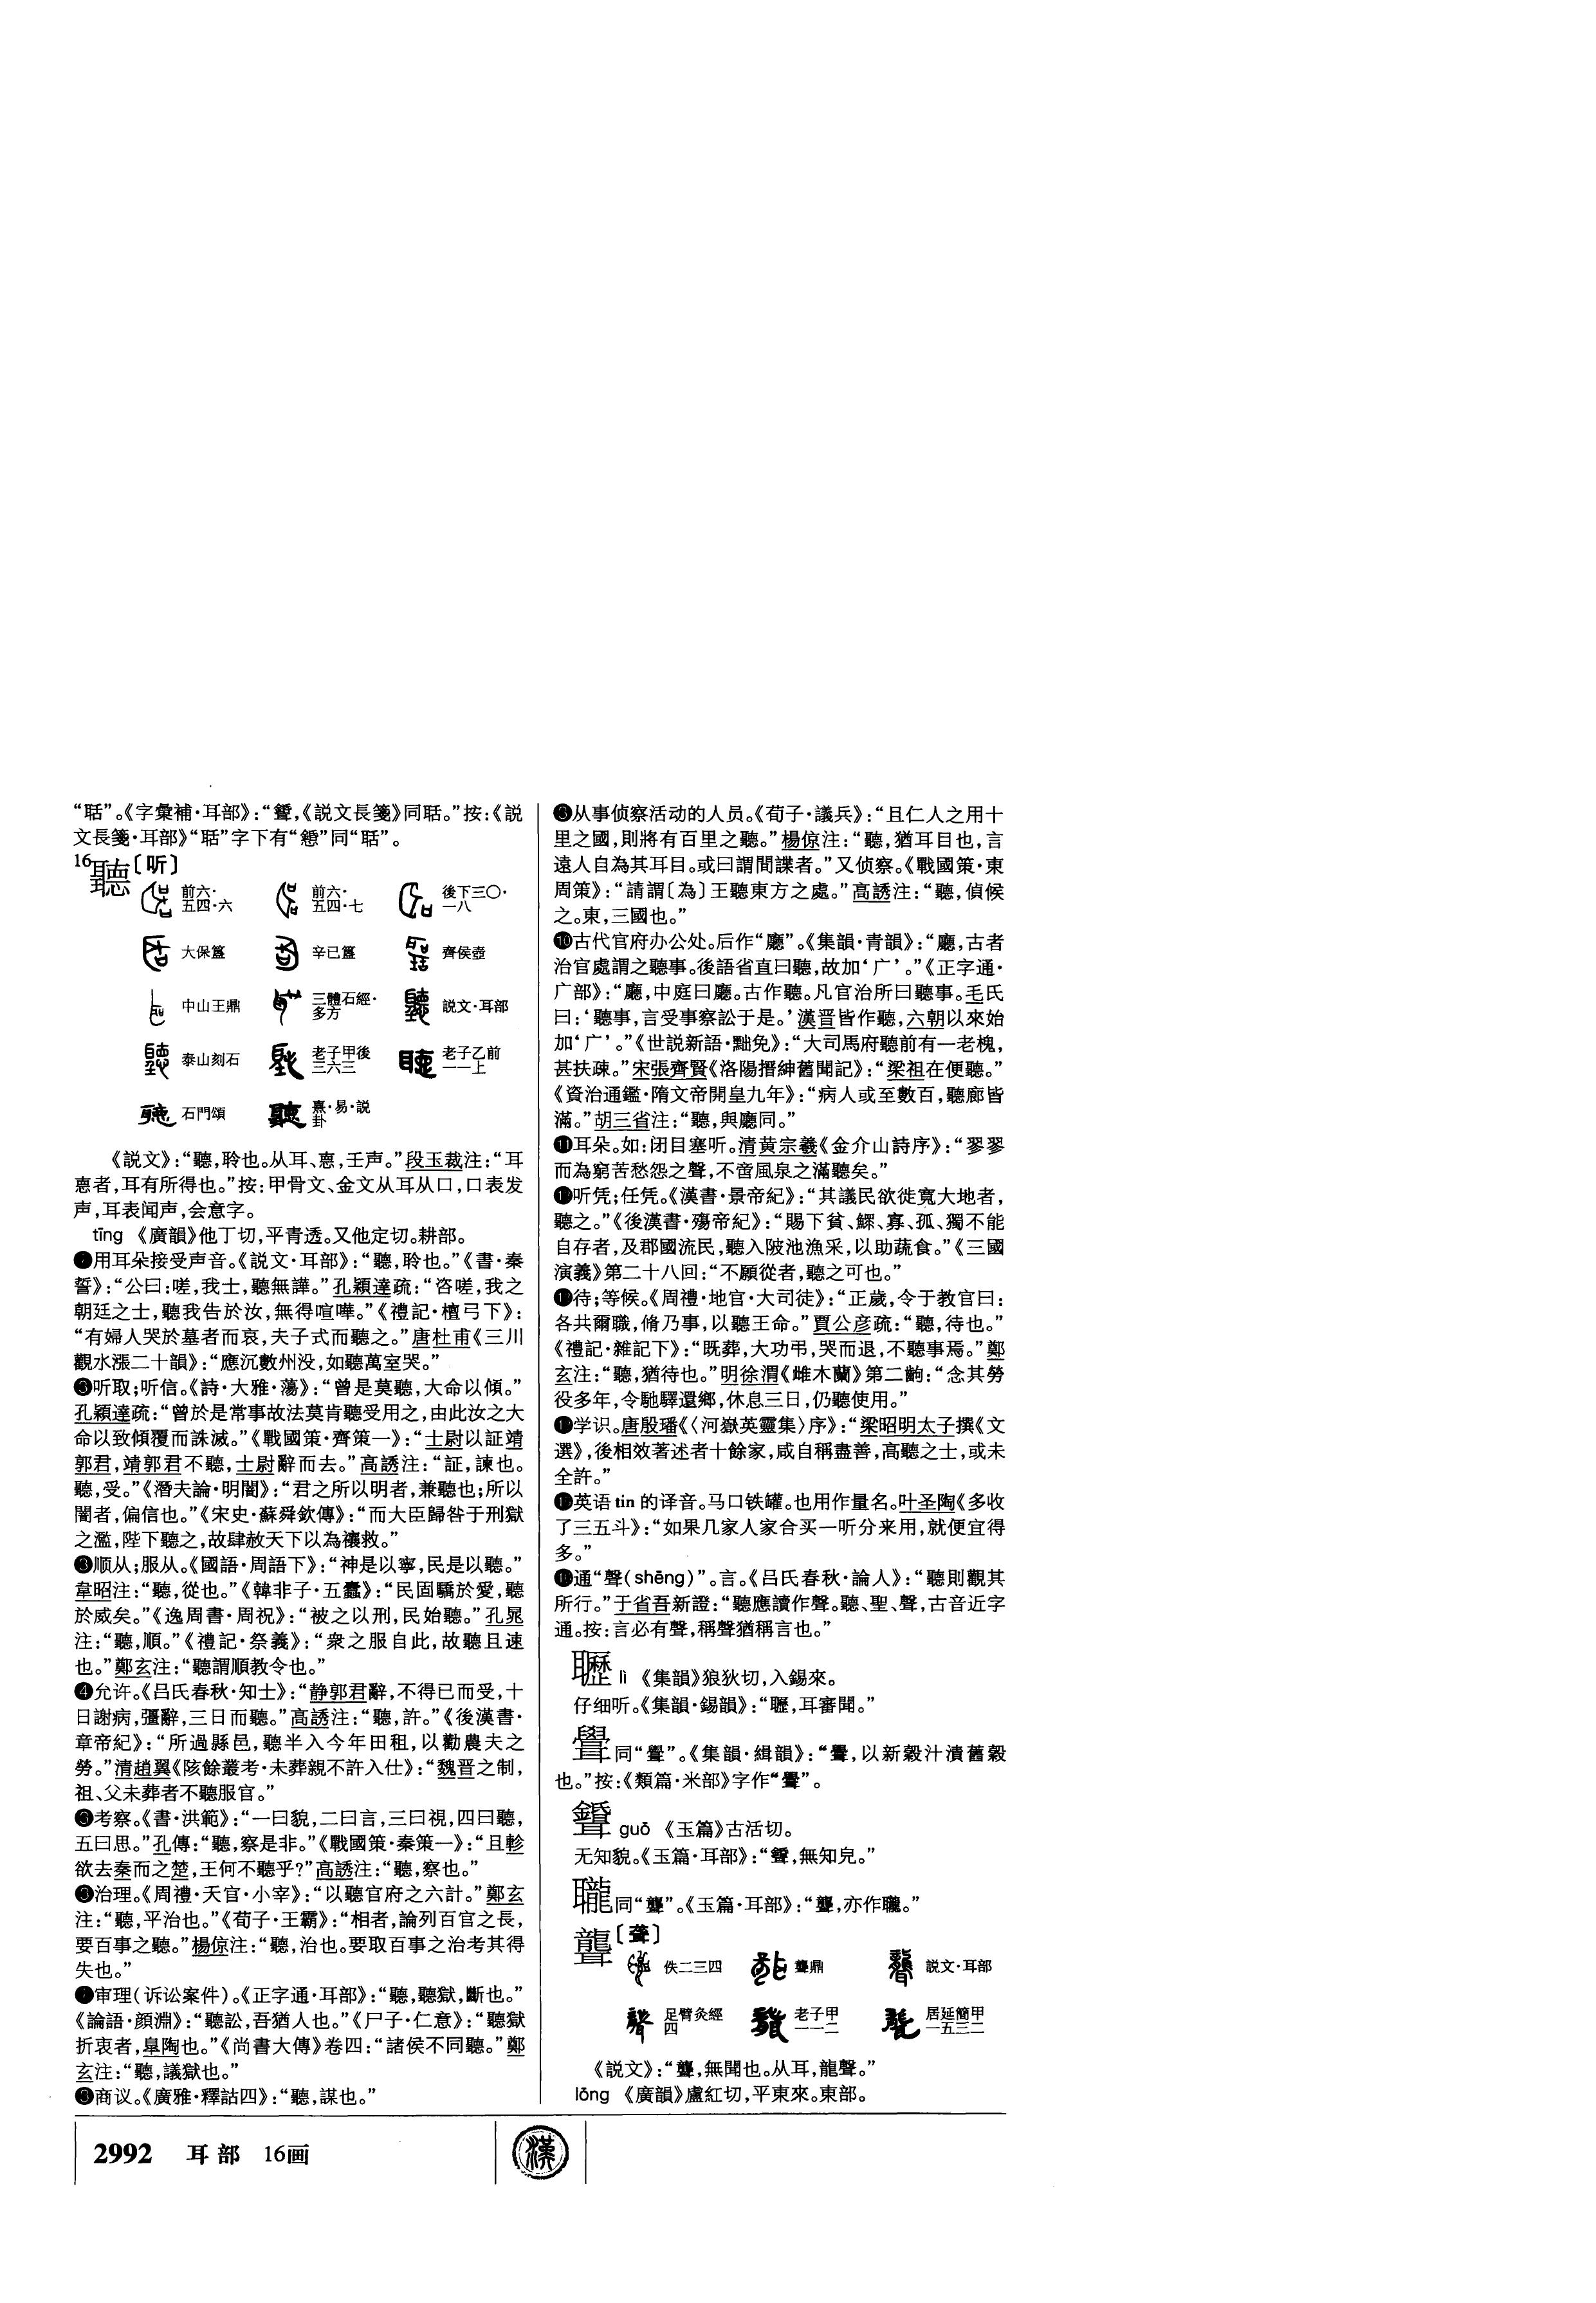 “聒”。《字彙補·耳部》：“𦗺，《説文長箋》同聒。”按：《説
文長箋·耳部》“聒”字下有“𢡱”同“聒”。
16聽〔听〕
前六·五四·六 前六·五四·七 後下三〇·一八
大保簋 辛巳簋 齊侯壺
中山王鼎 三體石經·多方 説文·耳部
泰山刻石 老子甲後三六三 老子乙前一一上
石門頌 熹·易·説卦
《説文》：“聽，聆也。从耳、悳，壬声。”段玉裁注：“耳
悳者，耳有所得也。”按：甲骨文、金文从耳从口，口表发
声，耳表闻声，会意字。
tīng 《廣韻》他丁切，平青透。又他定切。耕部。
用耳朵接受声音。《説文·耳部》：“聽，聆也。”《書·秦
誓》：“公曰：嗟，我士，聽無譁。”孔穎達疏：“咨嗟，我之
朝廷之士，聽我告於汝，無得喧嘩。”《禮記·檀弓下》：
“有婦人哭於墓者而哀，夫子式而聽之。”唐杜甫《三川
觀水漲二十韻》：“應沉數州没，如聽萬室哭。”
听取；听信。《詩·大雅·蕩》：“曾是莫聽，大命以傾。”
孔穎達疏：“曾於是常事故法莫肯聽受用之，由此汝之大
命以致傾覆而誅滅。”《戰國策·齊策一》：“士尉以証靖
郭君，靖郭君不聽，士尉辭而去。”高誘注：“証，諫也。
聽，受。”《潛夫論·明闇》：“君之所以明者，兼聽也；所以
闇者，偏信也。”《宋史·蘇舜欽傳》：“而大臣歸咎于刑獄
之濫，陛下聽之，故肆赦天下以為禳救。”
顺从；服从。《國語·周語下》：“神是以寧，民是以聽。”
韋昭注：“聽，從也。”《韓非子·五蠹》：“民固驕於愛，聽
於威矣。”《逸周書·周祝》：“被之以刑，民始聽。”孔晁
注：“聽，順。”《禮記·祭義》：“衆之服自此，故聽且速
也。”鄭玄注：“聽謂順教令也。”
❹允许。《吕氏春秋·知士》：“静郭君辭，不得已而受，十
日謝病，彊辭，三日而聽。”高誘注：“聽，許。”《後漢書·
章帝紀》：“所過縣邑，聽半入今年田租，以勸農夫之
勞。”清趙翼《陔餘叢考·未葬親不許入仕》：“魏晋之制，
祖、父未葬者不聽服官。”
考察。《書·洪範》：“一曰貌，二曰言，三曰視，四曰聽，
五曰思。”孔傳：“聽，察是非。”《戰國策·秦策一》：“且軫
欲去秦而之楚，王何不聽乎？”高誘注：“聽，察也。”
治理。《周禮·天官·小宰》：“以聽官府之六計。”鄭玄
注：“聽，平治也。”《荀子·王霸》：“相者，論列百官之長，
要百事之聽。”楊倞注：“聽，治也。要取百事之治考其得
失也。”
审理（诉讼案件）。《正字通·耳部》：“聽，聽獄，斷也。”
《論語·顔淵》：“聽訟，吾猶人也。”《尸子·仁意》：“聽獄
折衷者，皐陶也。”《尚書大傳》卷四：“諸侯不同聽。”鄭
玄注：“聽，議獄也。”
商议。《廣雅·釋詁四》：“聽，謀也。”
从事侦察活动的人员。《荀子·議兵》：“且仁人之用十
里之國，則將有百里之聽。”楊倞注：“聽，猶耳目也，言
遠人自為其耳目。或曰謂間諜者。”又侦察。《戰國策·東
周策》：“請謂〔為〕王聽東方之處。”高誘注：“聽，偵候
之。東，三國也。”
❿古代官府办公处。后作“廳”。《集韻·青韻》：“廳，古者
治官處謂之聽事。後語省直曰聽，故加‘广’。”《正字通·
广部》：“廳，中庭曰廳。古作聽。凡官治所曰聽事。毛氏
曰：‘聽事，言受事察訟于是。’漢晋皆作聽，六朝以來始
加‘广’。”《世説新語·黜免》：“大司馬府聽前有一老槐，
甚扶疎。”宋張齊賢《洛陽搢紳舊聞記》：“梁祖在便聽。”
《資治通鑑·隋文帝開皇九年》：“病人或至數百，聽廊皆
滿。”胡三省注：“聽，與廳同。”
⓫耳朵。如：闭目塞听。清黄宗羲《金介山詩序》：“翏翏
而為窮苦愁怨之聲，不啻風泉之滿聽矣。”
听凭；任凭。《漢書·景帝紀》：“其議民欲徙寬大地者，
聽之。”《後漢書·殤帝紀》：“賜下貧、鰥、寡、孤、獨不能
自存者，及郡國流民，聽入陂池漁采，以助蔬食。”《三國
演義》第二十八回：“不願從者，聽之可也。”
待；等候。《周禮·地官·大司徒》：“正歲，令于教官曰：
各共爾職，脩乃事，以聽王命。”賈公彦疏：“聽，待也。”
《禮記·雜記下》：“既葬，大功弔，哭而退，不聽事焉。”鄭
玄注：“聽，猶待也。”明徐渭《雌木蘭》第二齣：“念其勞
役多年，令馳驛還鄉，休息三日，仍聽使用。”
学识。唐殷璠《〈河嶽英靈集〉序》：“梁昭明太子撰《文
選》，後相效著述者十餘家，咸自稱盡善，高聽之士，或未
全許。”
英语 tin 的译音。马口铁罐。也用作量名。叶圣陶《多收
了三五斗》：“如果几家人家合买一听分来用，就便宜得
多。”
通“聲（shēng）”。言。《吕氏春秋·論人》：“聽則觀其
所行。”于省吾新證：“聽應讀作聲。聽、聖、聲，古音近字
通。按：言必有聲，稱聲猶稱言也。”
lì 《集韻》狼狄切，入錫來。
仔细听。《集韻·錫韻》：“，耳審聞。”
同“”。《集韻·緝韻》：“，以新穀汁漬舊穀
也。”按：《類篇·米部》字作“”。
guō 《玉篇》古活切。
无知貌。《玉篇·耳部》：“，無知皃。”
同“聾”。《玉篇·耳部》：“聾，亦作。”
聾〔聋〕
佚二三四 聾鼎 説文·耳部
足臂灸經四 老子甲一一二 居延簡甲一五三二
《説文》：“聾，無聞也。从耳，龍聲。”
lóng 《廣韻》盧紅切，平東來。東部。
2992 耳部 16画
漢